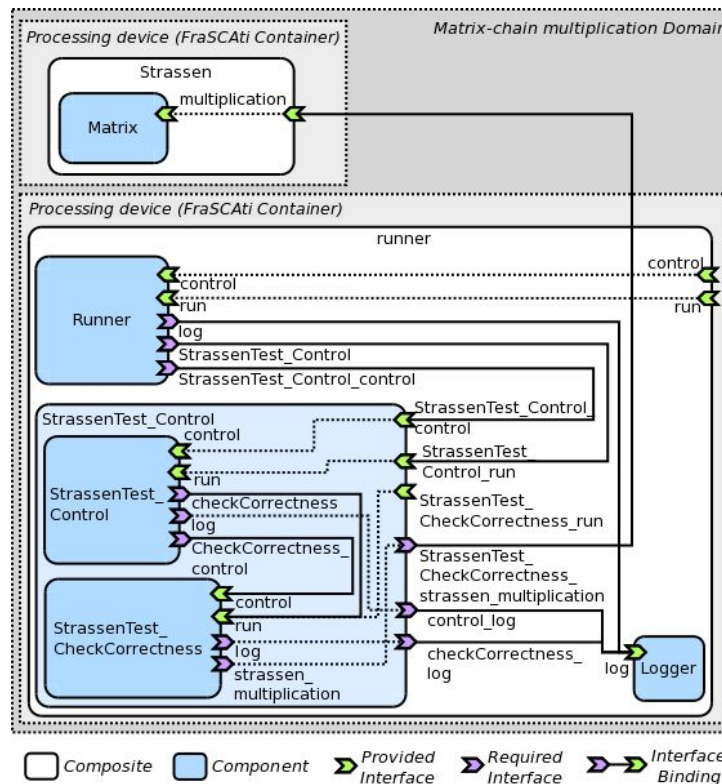 Processing device (FraSCAti Container)
Matrix-chain multiplication Domain
Strassen
multiplication
Matrix
Processing device (FraSCAti Container)
runner
control
control
run
run
Runner
log
StrassenTest_Control
StrassenTest_Control_control
StrassenTest_Control
StrassenTest_Control_
control
control
StrassenTest_
Control_run
run
StrassenTest_
Control
checkCorrectness
StrassenTest_
CheckCorrectness_run
log
CheckCorrectness_
control
StrassenTest_
CheckCorrectness_
strassen_multiplication
control
control_log
StrassenTest_
CheckCorrectness
run
log
checkCorrectness_
log
strassen_
multiplication
log
Logger
Composite
Component
Provided
Interface
Required
Interface
Interface
Binding